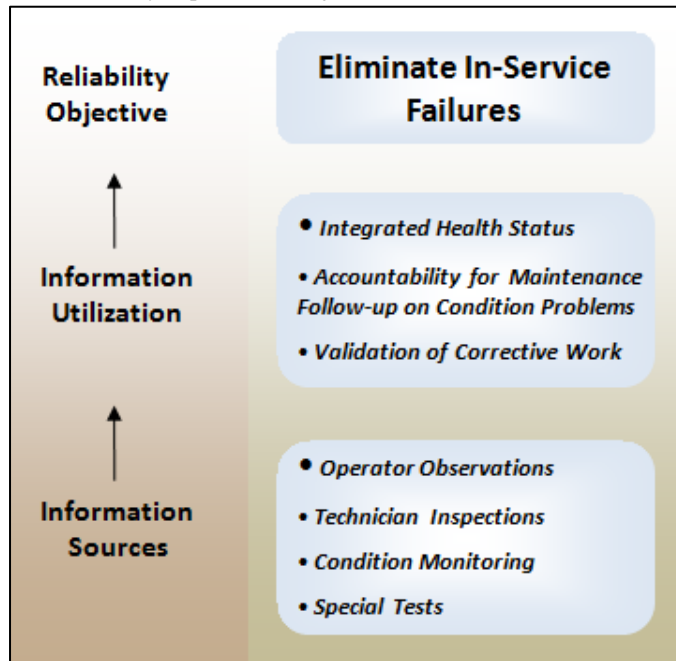 Reliability
Objective
Eliminate In-Service
Failures
Information
Utilization
• Integrated Health Status
• Accountability for Maintenance
Follow-up on Condition Problems
• Validation of Corrective Work
Information
Sources
• Operator Observations
• Technician Inspections
• Condition Monitoring
• Special Tests